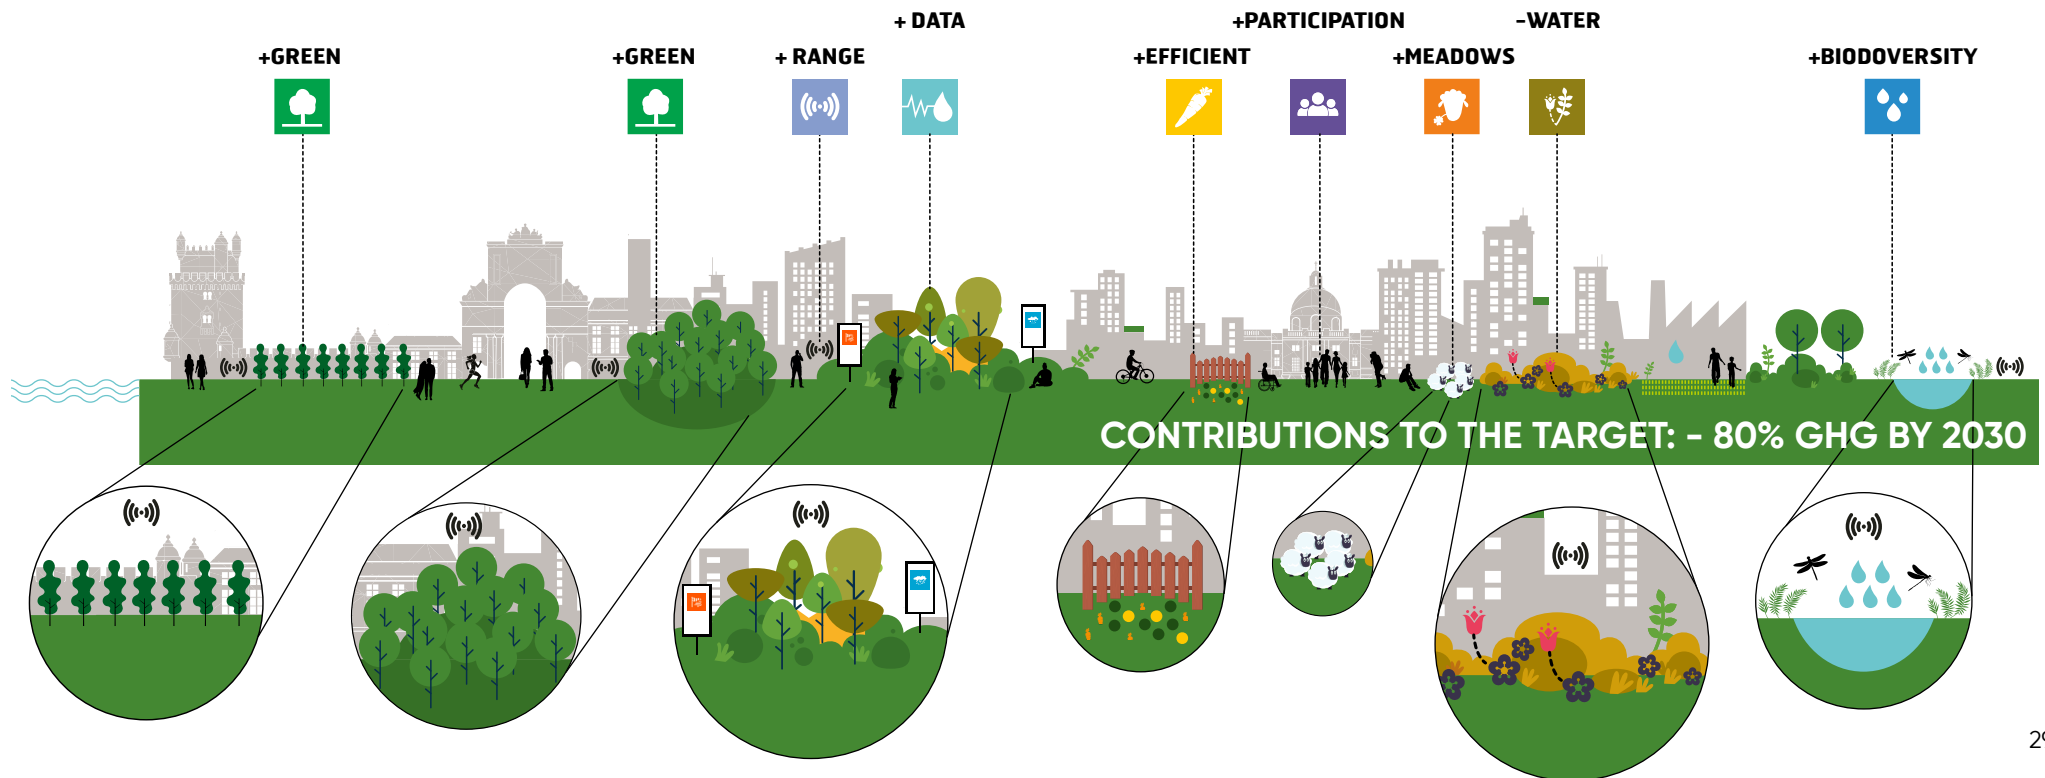 + DATA
+PARTICIPATION
-WATER
+GREEN
+GREEN
+ RANGE
+EFFICIENT
+MEADOWS
+BIODOVERSITY
CONTRIBUTIONS TO THE TARGET: - 80% GHG BY 2030